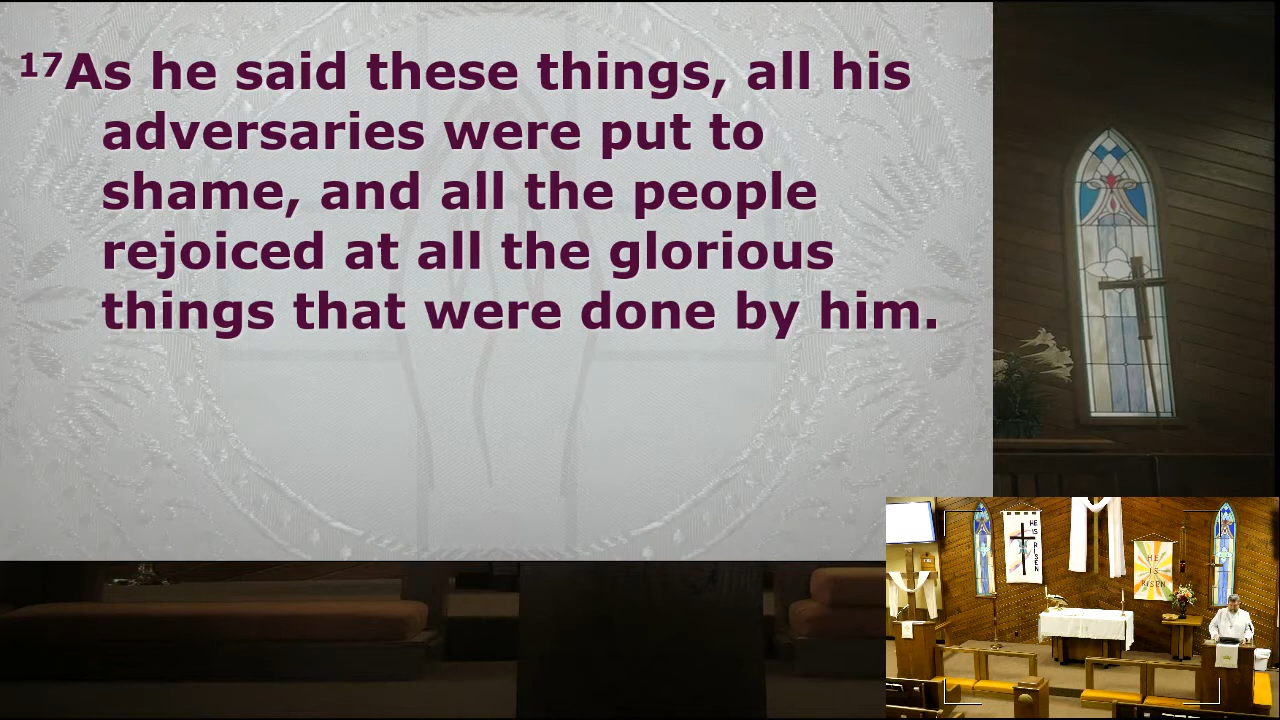 17As he said these things, all his
adversaries were put to
shame, and all the people
rejoiced at all the glorious
things that were done by him.
HE
IS
RISEN
HE
IS
RISEN